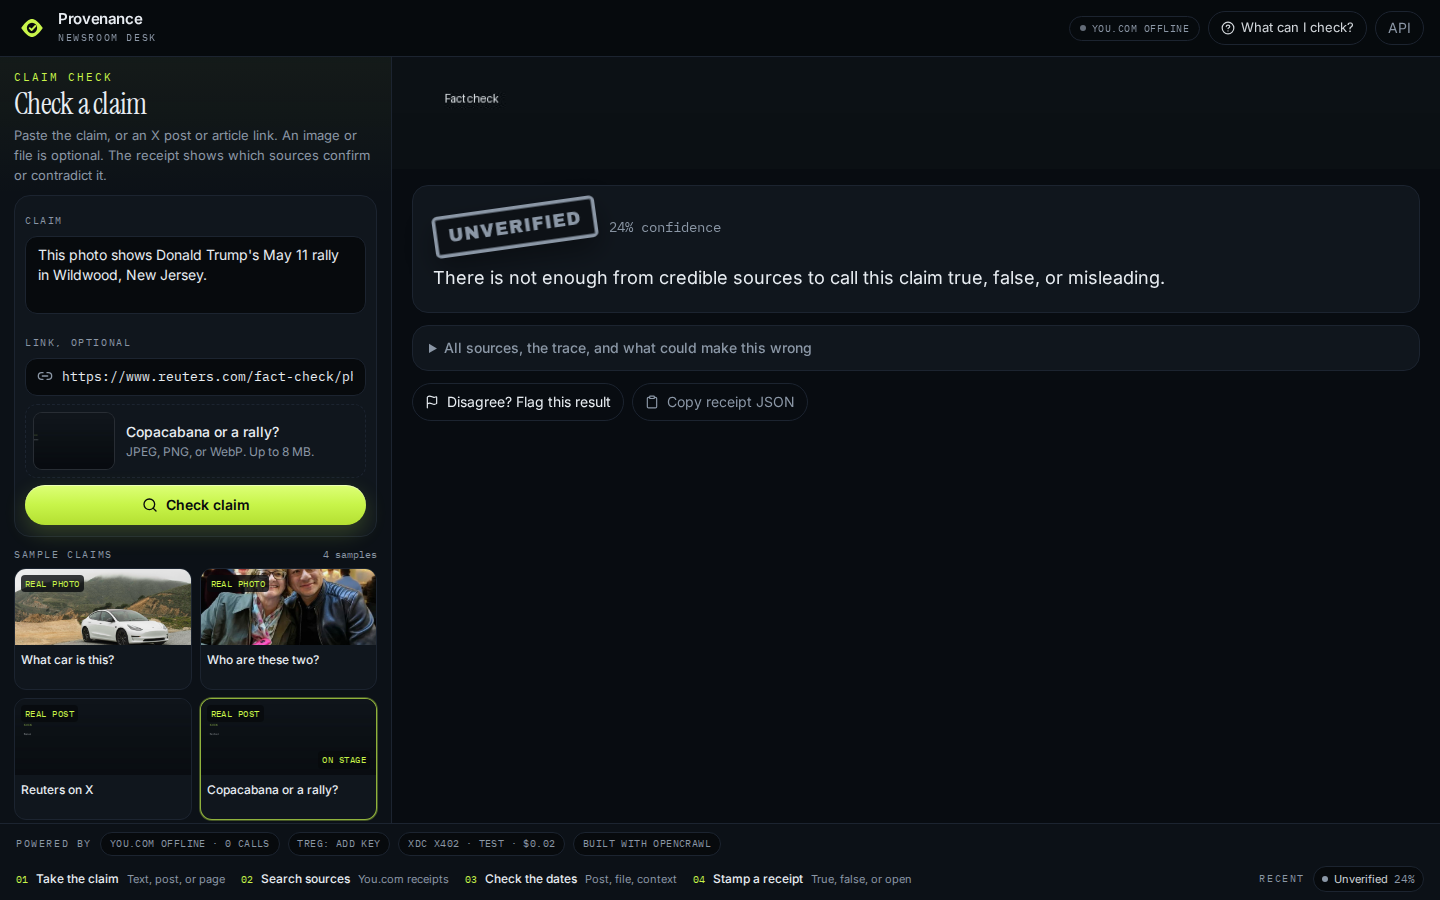 Provenance
NEWSROOM DESK
YOU.COM OFFLINE
What can I check?
API
CLAIM CHECK
Check a claim
Paste the claim, or an X post or article link. An image or
file is optional. The receipt shows which sources confirm
or contradict it.
CLAIM
This photo shows Donald Trump's May 11 rally
in Wildwood, New Jersey.
LINK, OPTIONAL
https://www.reuters.com/fact-check/pl
Copacabana or a rally?
JPEG, PNG, or WebP. Up to 8 MB.
Check claim
SAMPLE CLAIMS
4 samples
REAL PHOTO
What car is this?
REAL PHOTO
Who are these two?
REAL POST
Reuters on X
REAL POST
ON STAGE
Copacabana or a rally?
Fact check
UNVERIFIED
24% confidence
There is not enough from credible sources to call this claim true, false, or misleading.
All sources, the trace, and what could make this wrong
Disagree? Flag this result
Copy receipt JSON
POWERED BY
YOU.COM OFFLINE · 0 CALLS
TREG: ADD KEY
XDC X402 · TEST · $0.02
BUILT WITH OPENCRAWL
01 Take the claim Text, post, or page
02 Search sources You.com receipts
03 Check the dates Post, file, context
04 Stamp a receipt True, false, or open
RECENT
Unverified 24%